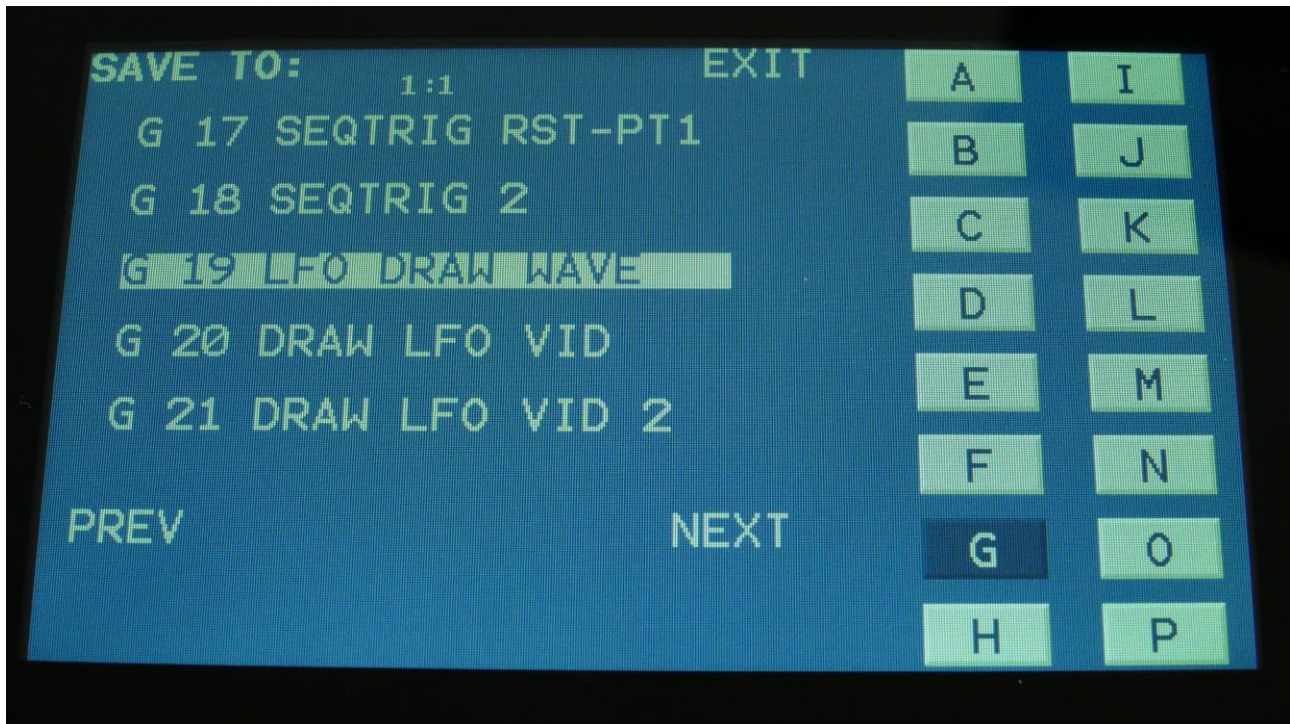 SAVE TO:
1:1
EXIT
G 17 SEQTRIG RST-PT1
G 18 SEQTRIG 2
G 19 LFO DRAW WAVE
G 20 DRAW LFO VID
G 21 DRAW LFO VID 2
PREV
NEXT
A
I
B
J
C
K
D
L
E
M
F
N
G
O
H
P